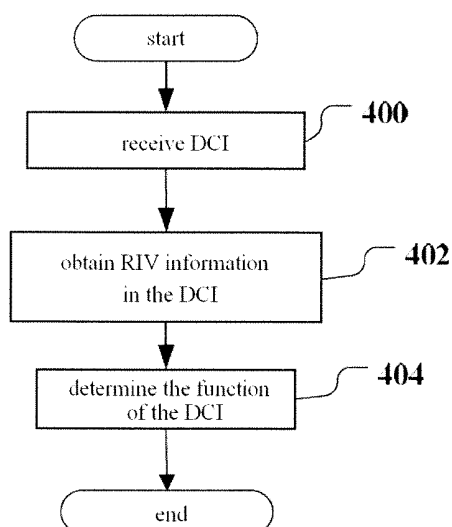 start
receive DCI
400
obtain RIV information
in the DCI
402
determine the function
of the DCI
404
end